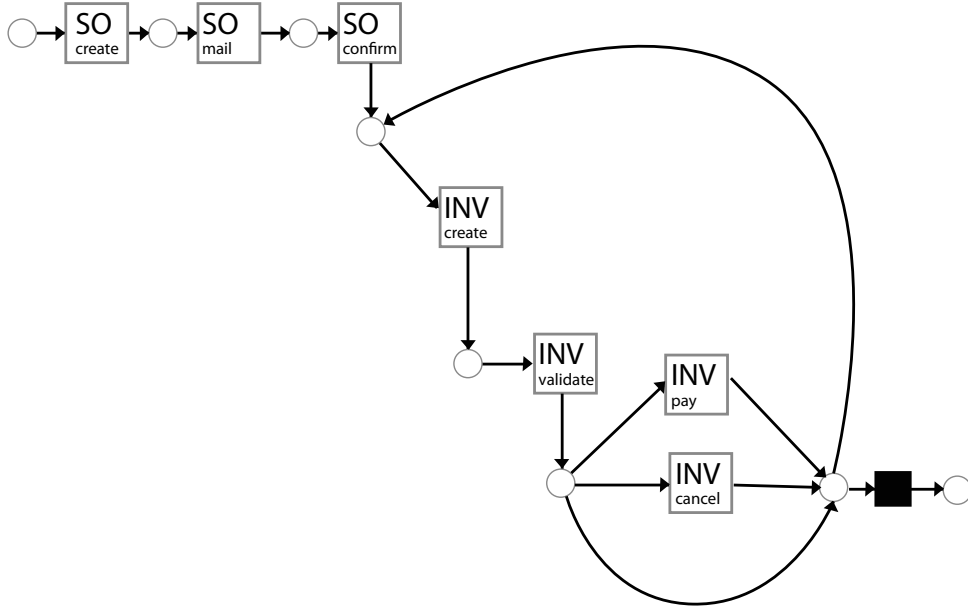 SO
create
SO
mail
SO
confirm
INV
create
INV
validate
INV
pay
INV
cancel